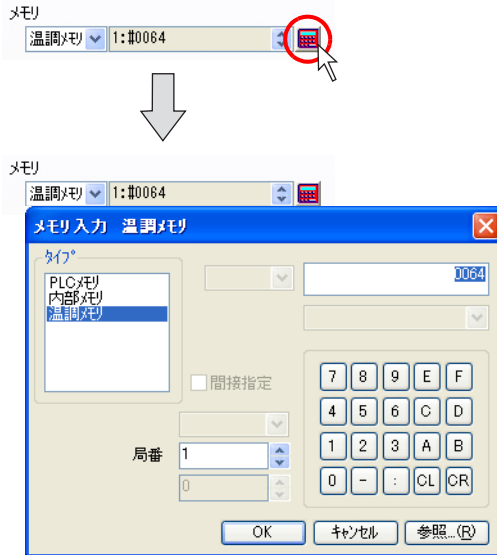 メモリ
温調メモリ 1:#0064
メモリ
温調メモリ 1:#0064
メモリ入力 温調メモリ
タイプ
PLCメモリ
内部メモリ
温調メモリ
0064
間接指定
局番 1
0
7 8 9 E F
4 5 6 C D
1 2 3 A B
0 - : CL CR
OK キャンセル 参照...(R)